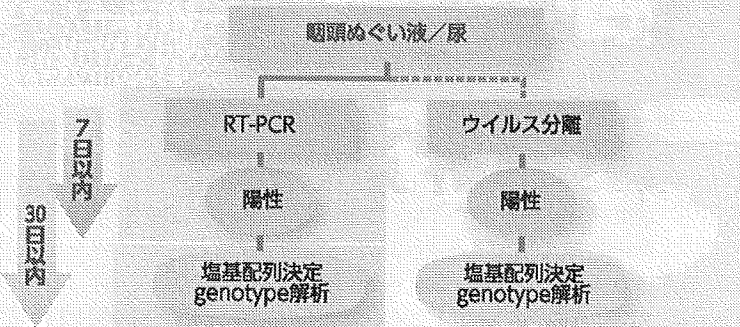 咽頭ぬぐい液／尿
RT-PCR
ウイルス分離
7日以内
陽性
陽性
30日以内
塩基配列決定
genotype解析
塩基配列決定
genotype解析